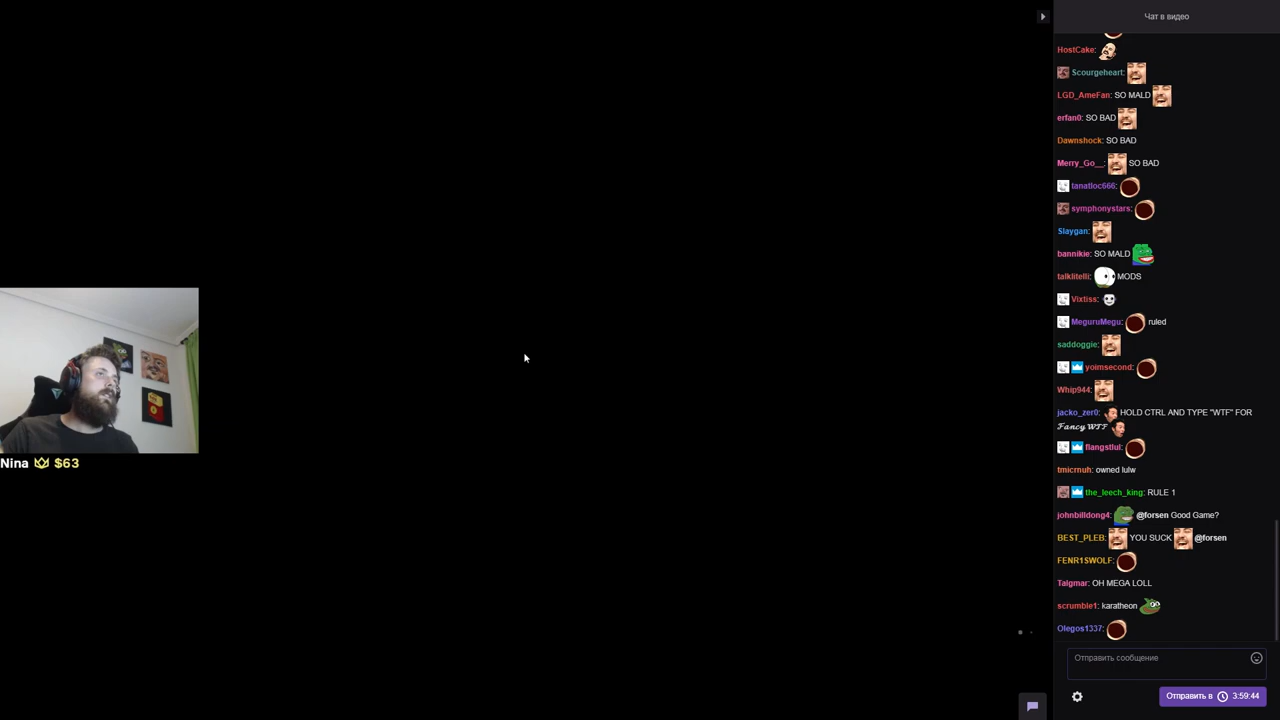 Чат в видео
HostCake:
Scourgeheart:
LGD_AmeFan: SO MALD
erfan0: SO BAD
Dawnshock: SO BAD
Merry_Go__: SO BAD
tanatloc666:
symphonystars:
Slaygan:
bannikie: SO MALD
talklitelli: MODS
Vixtiss:
MeguruMegu: ruled
saddoggie:
yoimsecond:
Whip944:
jacko_zer0: HOLD CTRL AND TYPE "WTF" FOR
𝓕𝓪𝓷𝓬𝔂 𝓦𝓣𝓕
flangstlul:
tmicrnuh: owned lulw
the_leech_king: RULE 1
johnbilldong4: @forsen Good Game?
BEST_PLEB: YOU SUCK @forsen
FENR1SWOLF:
Talgmar: OH MEGA LOLL
scrumble1: karatheon
Olegos1337:
Отправить сообщение
Отправить в 3:59:44
Nina $63